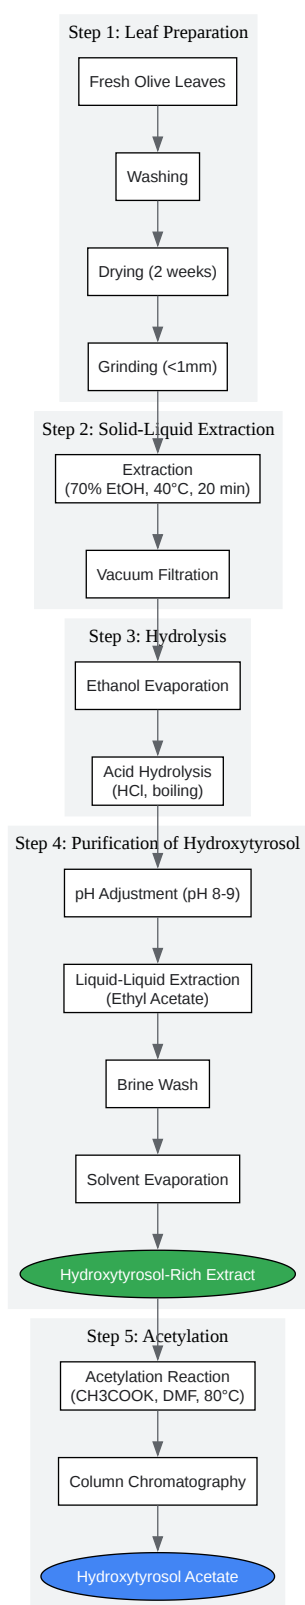 Step 1: Leaf Preparation
Fresh Olive Leaves
Washing
Drying (2 weeks)
Grinding (<1mm)
Step 2: Solid-Liquid Extraction
Extraction
(70% EtOH, 40°C, 20 min)
Vacuum Filtration
Step 3: Hydrolysis
Ethanol Evaporation
Acid Hydrolysis
(HCl, boiling)
Step 4: Purification of Hydroxytyrosol
pH Adjustment (pH 8-9)
Liquid-Liquid Extraction
(Ethyl Acetate)
Brine Wash
Solvent Evaporation
Hydroxytyrosol-Rich Extract
Step 5: Acetylation
Acetylation Reaction
(CH3COOK, DMF, 80°C)
Column Chromatography
Hydroxytyrosol Acetate